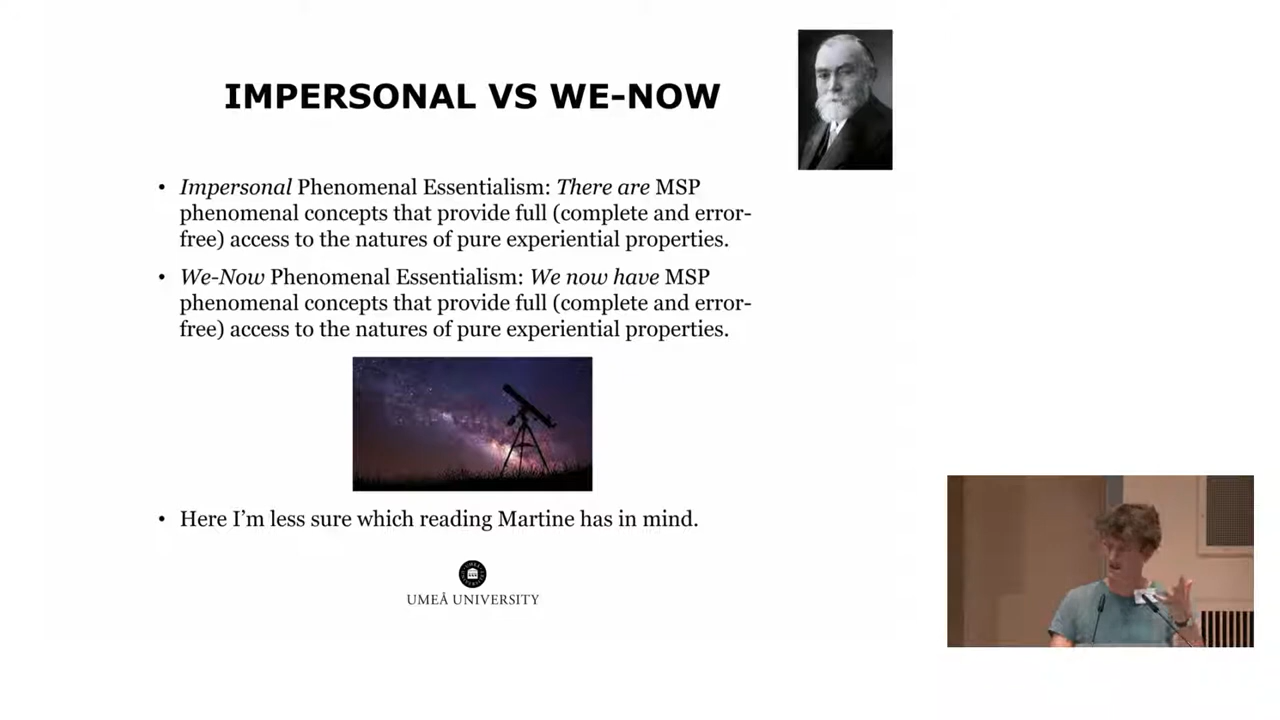 IMPERSONAL VS WE-NOW
• Impersonal Phenomenal Essentialism: There are MSP
phenomenal concepts that provide full (complete and error-
free) access to the natures of pure experiential properties.
• We-Now Phenomenal Essentialism: We now have MSP
phenomenal concepts that provide full (complete and error-
free) access to the natures of pure experiential properties.
• Here I’m less sure which reading Martine has in mind.
UMEÅ UNIVERSITY